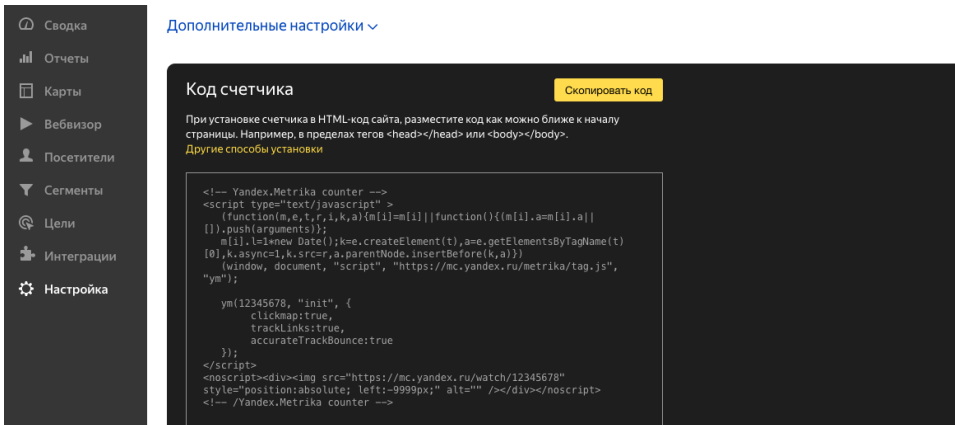 Сводка
Отчеты
Карты
Вебвизор
Посетители
Сегменты
Цели
Интеграции
Настройка
Дополнительные настройки
Код счетчика
Скопировать код
При установке счетчика в HTML-код сайта, разместите код как можно ближе к началу
страницы. Например, в пределах тегов <head></head> или <body></body>.
Другие способы установки
<!-- Yandex.Metrika counter -->
<script type="text/javascript" >
(function(m,e,t,r,i,k,a){m[i]=m[i]||function(){(m[i].a=m[i].a||
[]).push(arguments)};
m[i].l=1*new Date();k=e.createElement(t),a=e.getElementsByTagName(t)
[0],k.async=1,k.src=r,a.parentNode.insertBefore(k,a)})
(window, document, "script", "https://mc.yandex.ru/metrika/tag.js",
"ym");
ym(12345678, "init", {
clickmap:true,
trackLinks:true,
accurateTrackBounce:true
});
</script>
<noscript><div><img src="https://mc.yandex.ru/watch/12345678"
style="position:absolute; left:-9999px;" alt="" /></div></noscript>
<!-- /Yandex.Metrika counter -->